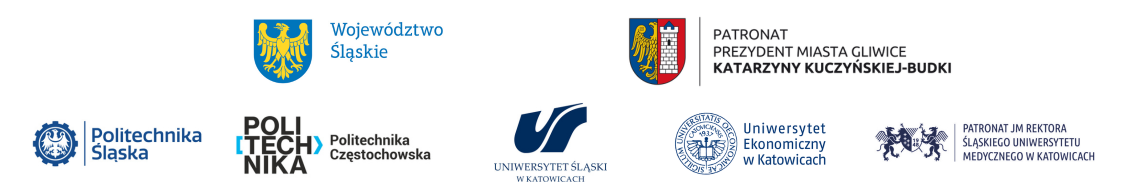 Województwo
Śląskie
PATRONAT
PREZYDENT MIASTA GLIWICE
KATARZYNY KUCZYŃSKIEJ-BUDKI
Politechnika
Śląska
POLI
[TECH⟩
NIKA
Politechnika
Częstochowska
UNIWERSYTET ŚLĄSKI
W KATOWICACH
Uniwersytet
Ekonomiczny
w Katowicach
PATRONAT JM REKTORA
ŚLĄSKIEGO UNIWERSYTETU
MEDYCZNEGO W KATOWICACH